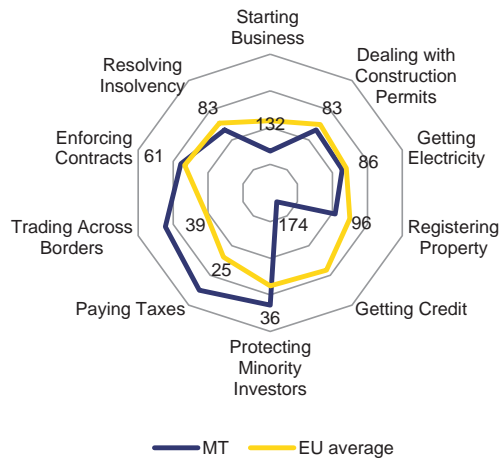 Starting
Business
Dealing with
Construction
Permits
Getting
Electricity
Registering
Property
Getting Credit
Protecting
Minority
Investors
Paying Taxes
Trading Across
Borders
Enforcing
Contracts
Resolving
Insolvency
132
83
86
96
174
36
25
39
61
83
MT
EU average